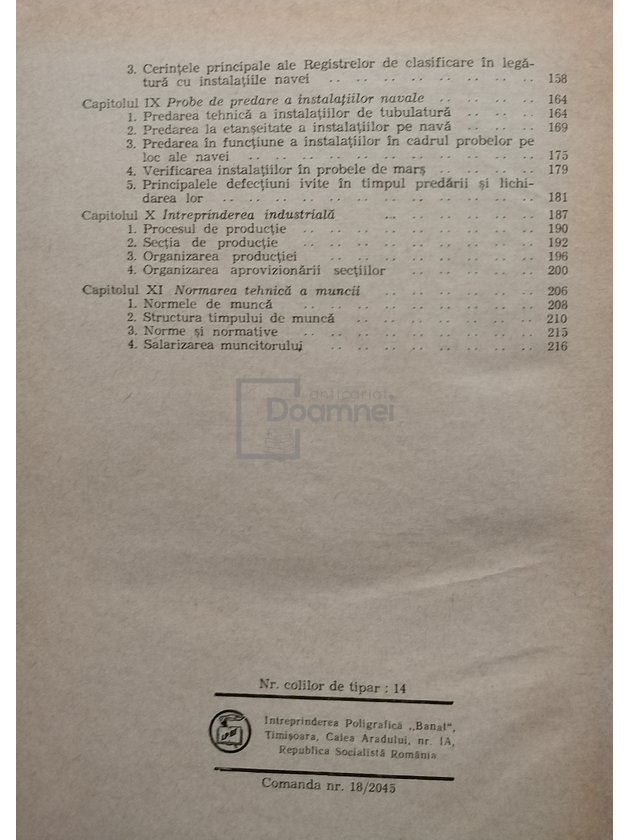 3. Cerințele principale ale Registrelor de clasificare în legă-
tură cu instalațiile navei .. .. .. .. .. .. .. .. 158
Capitolul IX Probe de predare a instalațiilor navale .. .. .. .. 164
1. Predarea tehnică a instalațiilor de tubulatură .. .. .. 164
2. Predarea la etanșeitate a instalațiilor pe navă .. .. .. 169
3. Predarea în funcțiune a instalațiilor în cadrul probelor pe
loc ale navei .. .. .. .. .. .. .. .. .. .. .. 175
4. Verificarea instalațiilor în probele de marș .. .. .. .. 179
5. Principalele defecțiuni ivite în timpul predării și lichi-
darea lor .. .. .. .. .. .. .. .. .. .. .. .. 181
Capitolul X Intreprinderea industrială ... .. .. .. .. .. 187
1. Procesul de producție .. .. .. .. .. .. .. .. .. 190
2. Secția de producție .. .. .. .. .. .. .. .. .. 192
3. Organizarea producției .. .. .. .. .. .. .. .. 196
4. Organizarea aprovizionării secțiilor .. .. .. .. .. 200
Capitolul XI Normarea tehnică a muncii .. .. .. .. .. .. 206
1. Normele de muncă .. .. .. .. .. .. .. .. .. 208
2. Structura timpului de muncă .. .. .. .. .. .. .. 210
3. Norme și normative .. .. .. .. .. .. .. .. .. 215
4. Salarizarea muncitorului .. .. .. .. .. .. .. .. 216
anticariat
Doamnei
Nr. colilor de tipar : 14
Intreprinderea Poligrafică „Banat",
Timișoara, Calea Aradului, nr. 1A,
Republica Socialistă România
Comanda nr. 18/2045